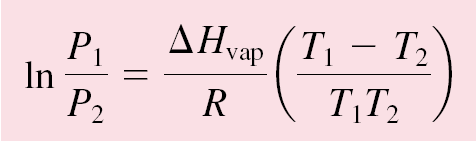 ln P₁/P₂ = ΔHvap/R (T₁ − T₂/T₁T₂)